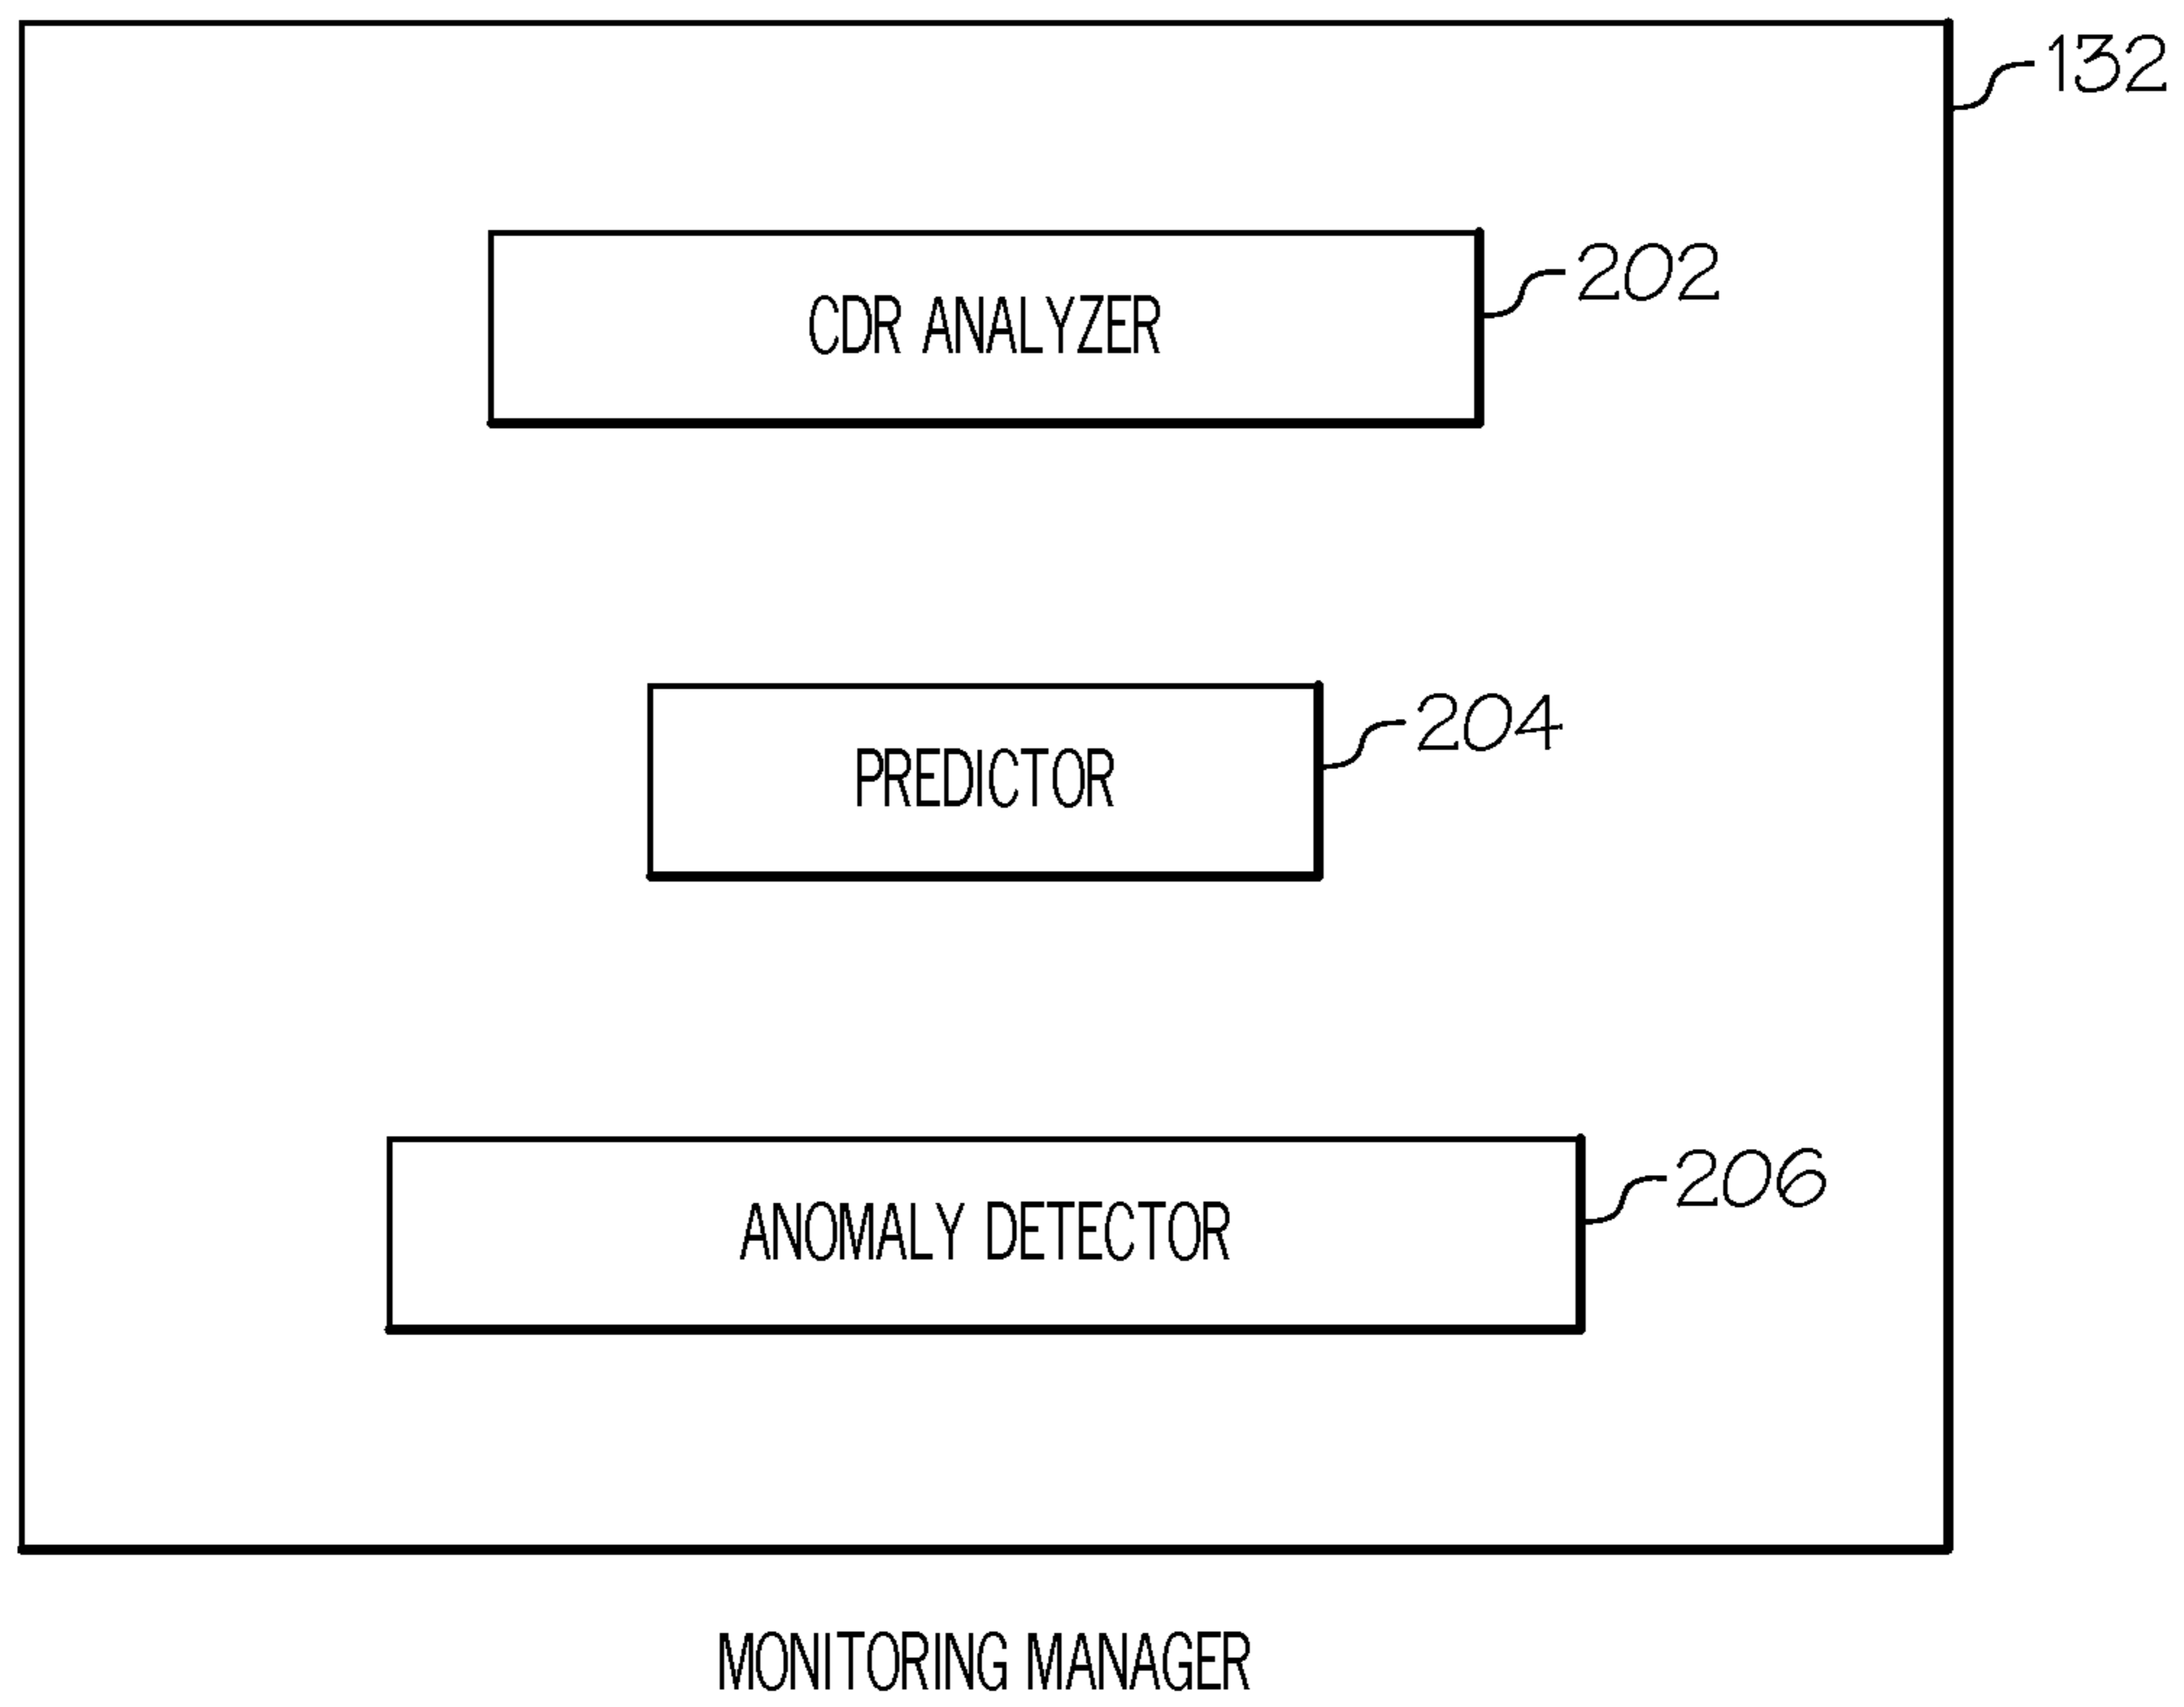 132
202
CDR ANALYZER
204
PREDICTOR
206
ANOMALY DETECTOR
MONITORING MANAGER